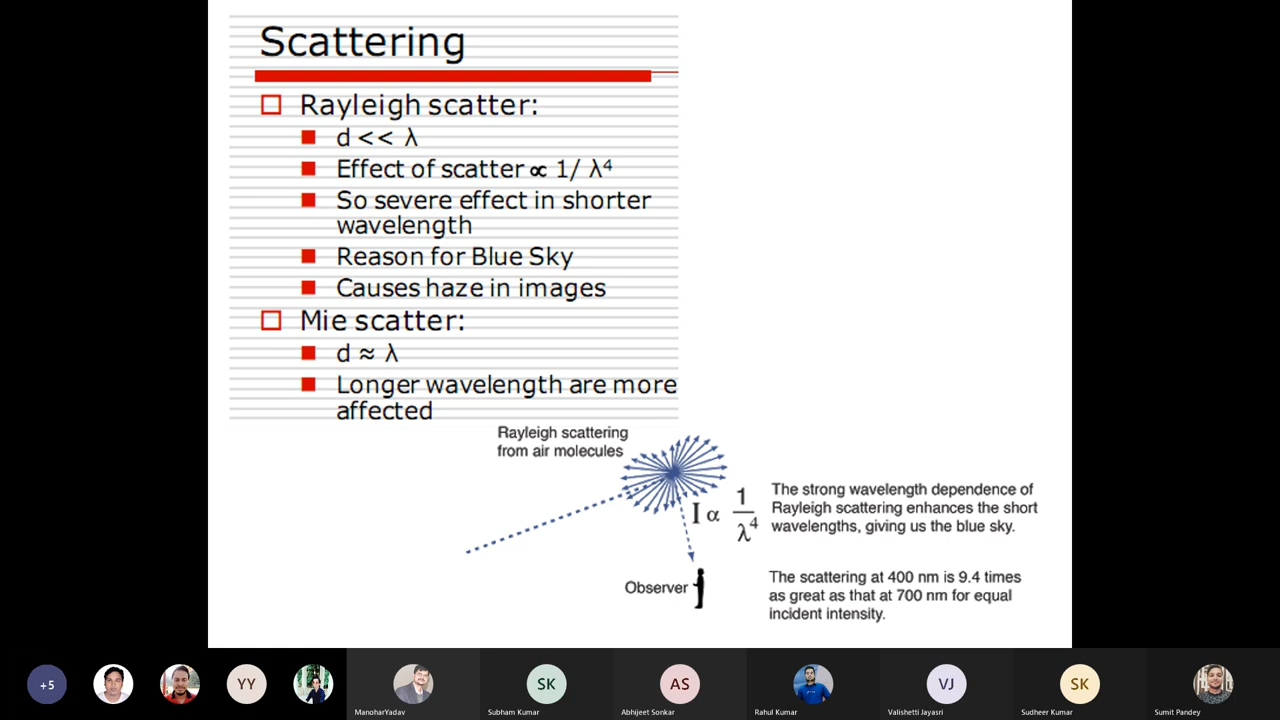 Scattering
Rayleigh scatter:
d << λ
Effect of scatter ∝ 1/ λ⁴
So severe effect in shorter
wavelength
Reason for Blue Sky
Causes haze in images
Mie scatter:
d ≈ λ
Longer wavelength are more
affected
Rayleigh scattering
from air molecules
I ∝ 1/λ⁴
The strong wavelength dependence of
Rayleigh scattering enhances the short
wavelengths, giving us the blue sky.
Observer
The scattering at 400 nm is 9.4 times
as great as that at 700 nm for equal
incident intensity.
+5
YY
SK
AS
VJ
SK
ManoharYadav
Subham Kumar
Abhijeet Sonkar
Rahul Kumar
Valishetti Jayasri
Sudheer Kumar
Sumit Pandey